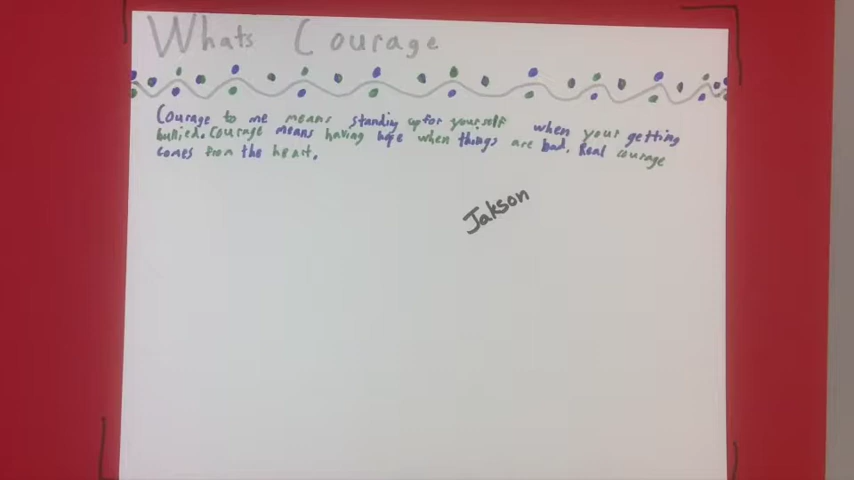 Whats Courage
Courage to me means standing up for yourself when your getting
buried. Courage means having hope when things are bad. Real courage
comes from the heart.
Jakson